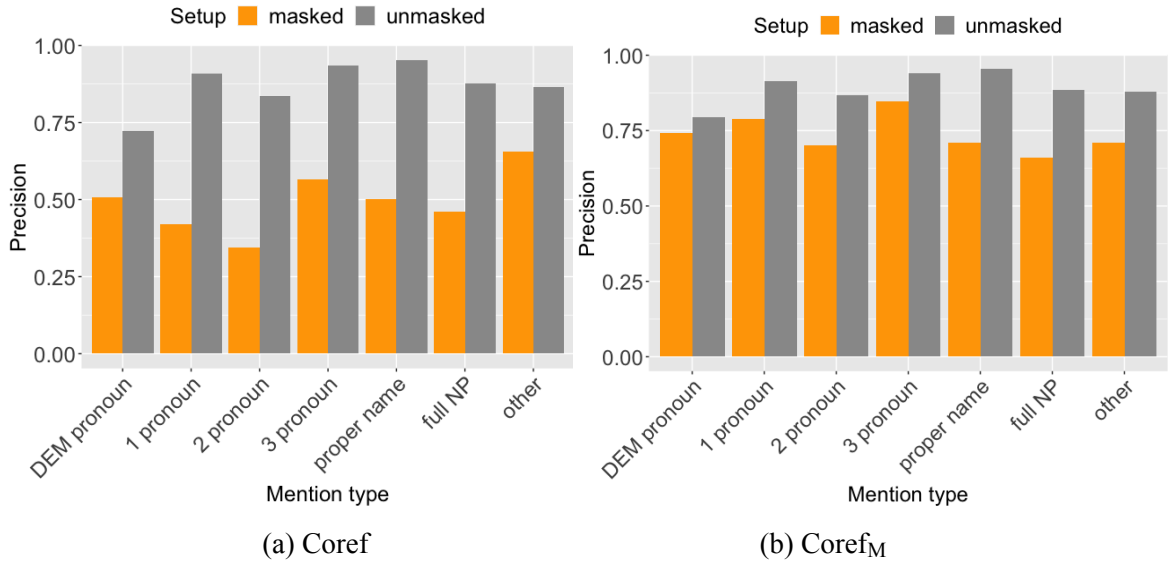 Setup masked unmasked
Precision
1.00
0.75
0.50
0.25
0.00
DEM pronoun
1 pronoun
2 pronoun
3 pronoun
proper name
full NP
other
Mention type
(a) Coref
Setup masked unmasked
Precision
1.00
0.75
0.50
0.25
0.00
DEM pronoun
1 pronoun
2 pronoun
3 pronoun
proper name
full NP
other
Mention type
(b) Coref_M